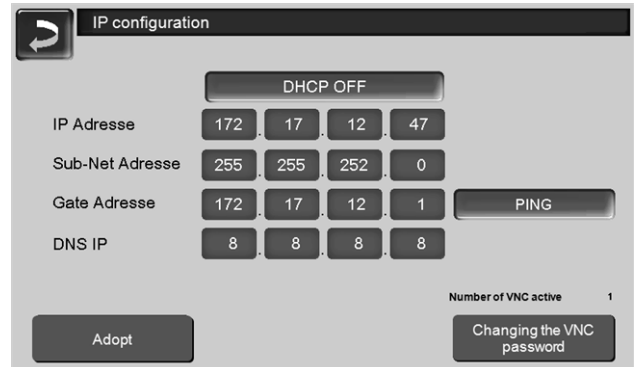 IP configuration
DHCP OFF
IP Adresse 172 . 17 . 12 . 47
Sub-Net Adresse 255 . 255 . 252 . 0
Gate Adresse 172 . 17 . 12 . 1 PING
DNS IP 8 . 8 . 8 . 8
Number of VNC active 1
Adopt
Changing the VNC
password